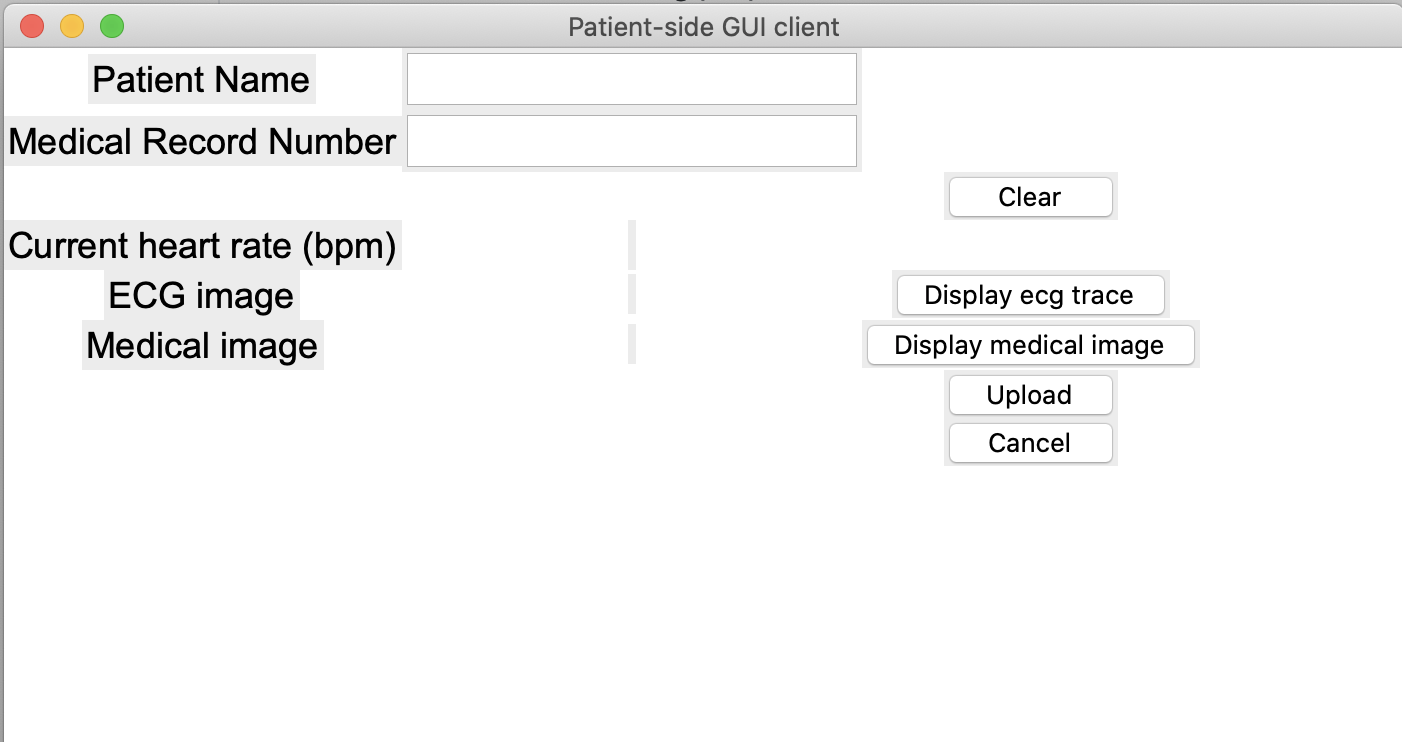 Patient-side GUI client
Patient Name
Medical Record Number
Clear
Current heart rate (bpm)
ECG image Display ecg trace
Medical image Display medical image
Upload
Cancel